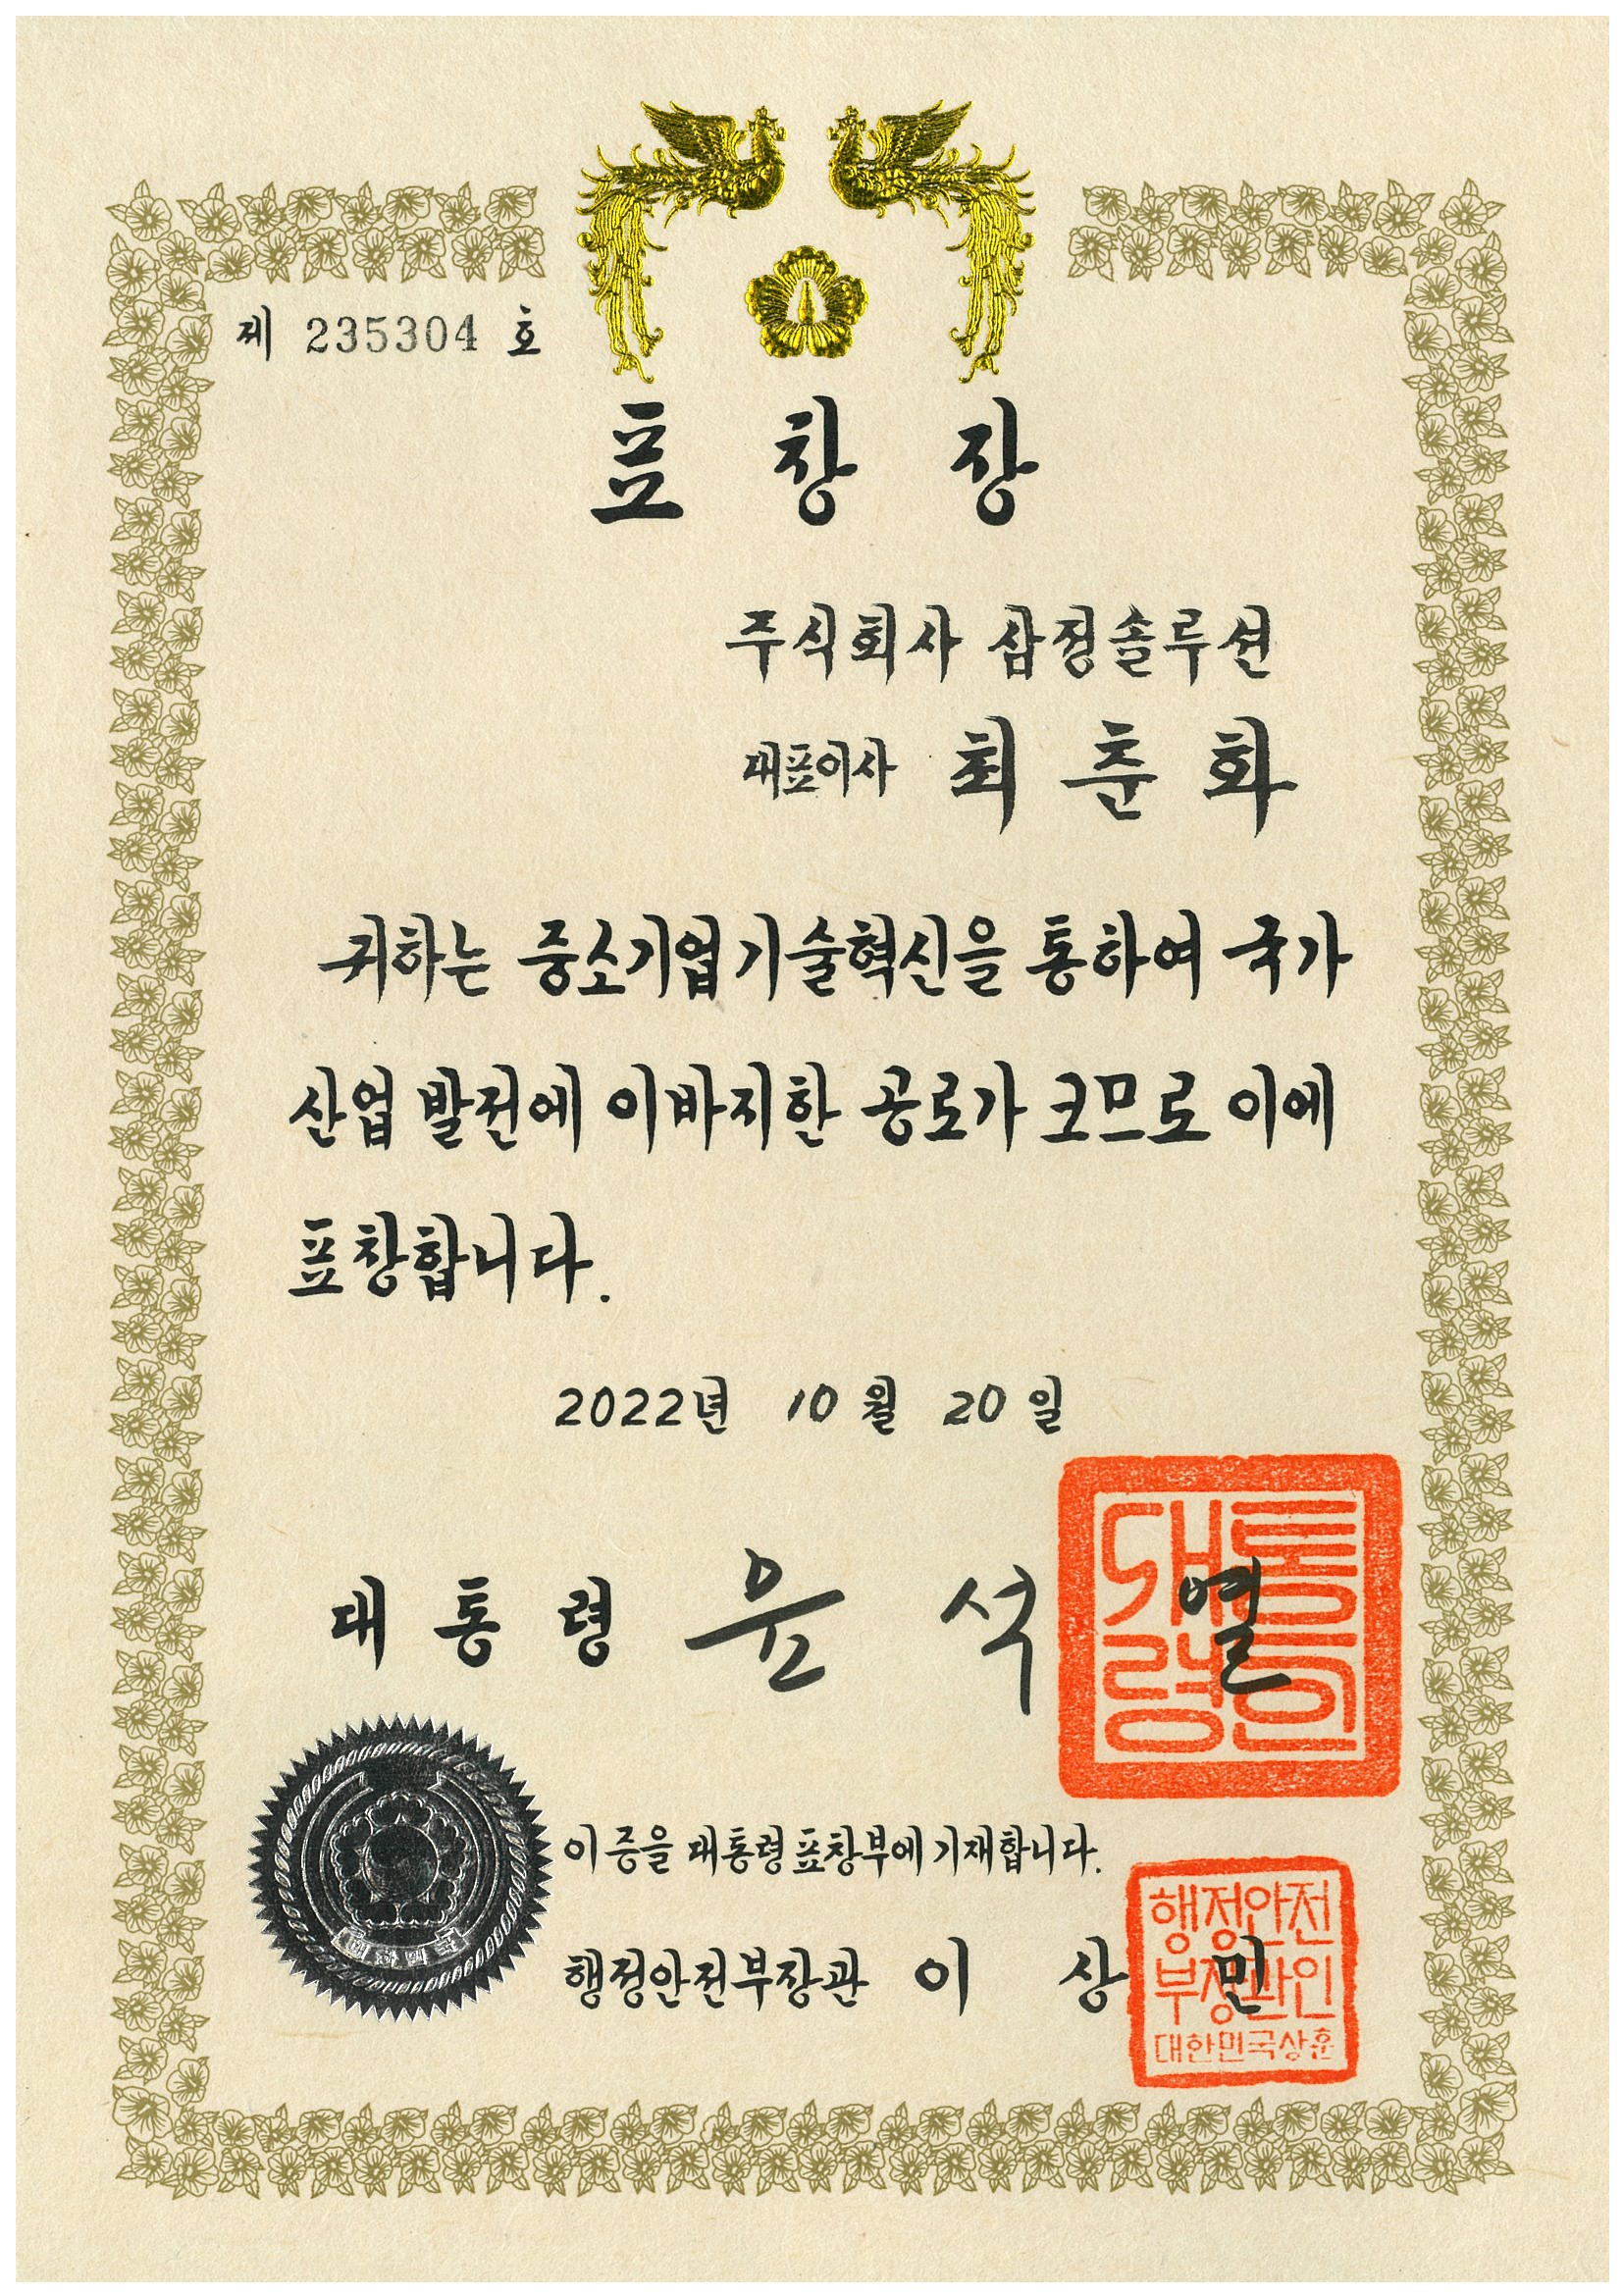 제 235304 호
표 창 장
주식회사 삼정솔루션
대표이사 최 춘 화
귀하는 중소기업 기술혁신을 통하여 국가
산업 발전에 이바지한 공로가 크므로 이에
표창합니다.
2022년 10월 20일
대 통 령 윤 석 열
대통령의인
이 증을 대통령표창부에 기재합니다.
행정안전부장관 이 상 민
행정안전
부장관인
대한민국상훈
대한민국